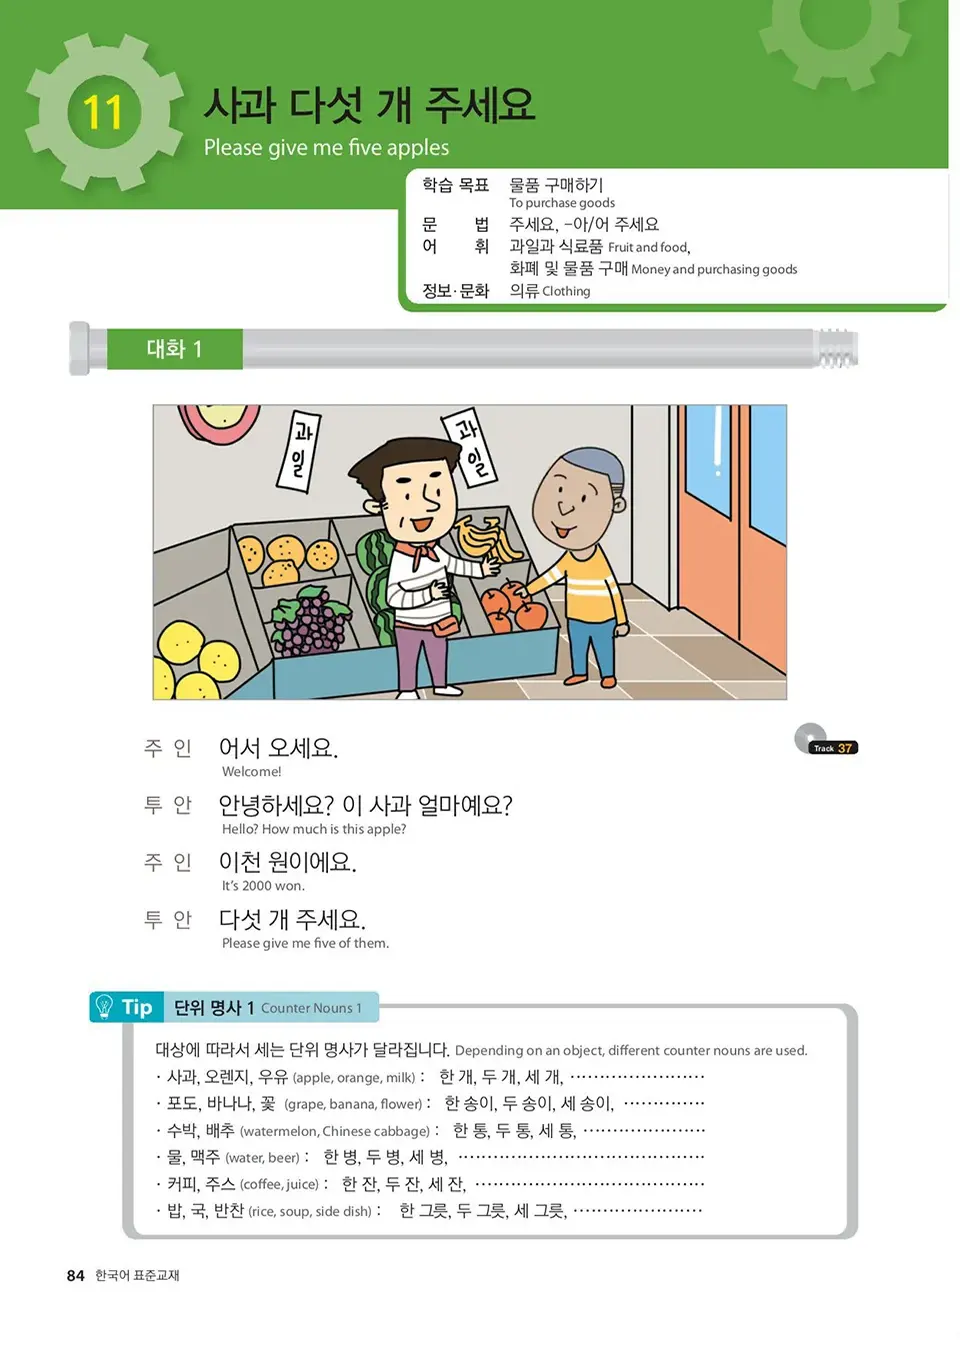 11
사과 다섯 개 주세요
Please give me five apples
학습 목표 물품 구매하기
To purchase goods
문 법 주세요, -아/어 주세요
어 휘 과일과 식료품 Fruit and food,
화폐 및 물품 구매 Money and purchasing goods
정보·문화 의류 Clothing
대화 1
과일
과일
주 인 어서 오세요.
Welcome!
Track 37
투 안 안녕하세요? 이 사과 얼마예요?
Hello? How much is this apple?
주 인 이천 원이에요.
It's 2000 won.
투 안 다섯 개 주세요.
Please give me five of them.
Tip 단위 명사 1 Counter Nouns 1
대상에 따라서 세는 단위 명사가 달라집니다. Depending on an object, different counter nouns are used.
· 사과, 오렌지, 우유 (apple, orange, milk) : 한 개, 두 개, 세 개, ·······················
· 포도, 바나나, 꽃 (grape, banana, flower) : 한 송이, 두 송이, 세 송이, ··············
· 수박, 배추 (watermelon, Chinese cabbage) : 한 통, 두 통, 세 통, ·····················
· 물, 맥주 (water, beer) : 한 병, 두 병, 세 병, ··········································
· 커피, 주스 (coffee, juice) : 한 잔, 두 잔, 세 잔, ·······································
· 밥, 국, 반찬 (rice, soup, side dish) : 한 그릇, 두 그릇, 세 그릇, ······················
84 한국어 표준교재